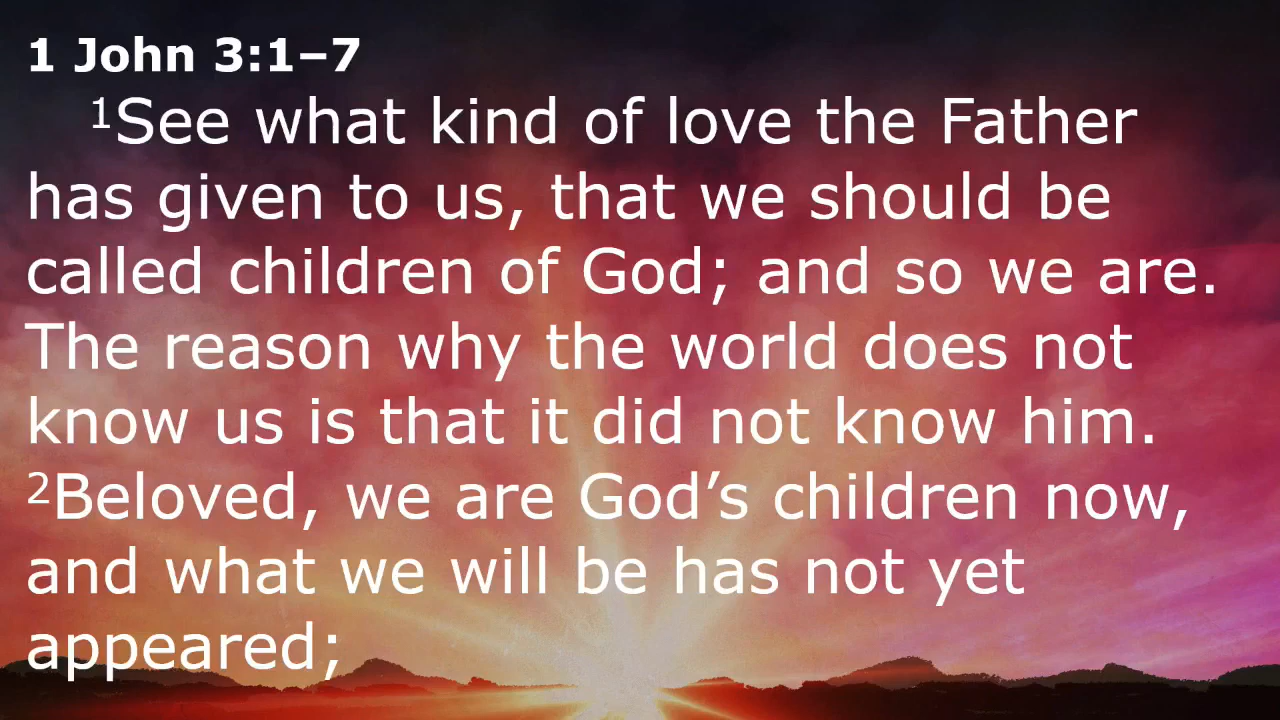 1 John 3:1–7
¹See what kind of love the Father
has given to us, that we should be
called children of God; and so we are.
The reason why the world does not
know us is that it did not know him.
²Beloved, we are God’s children now,
and what we will be has not yet
appeared;